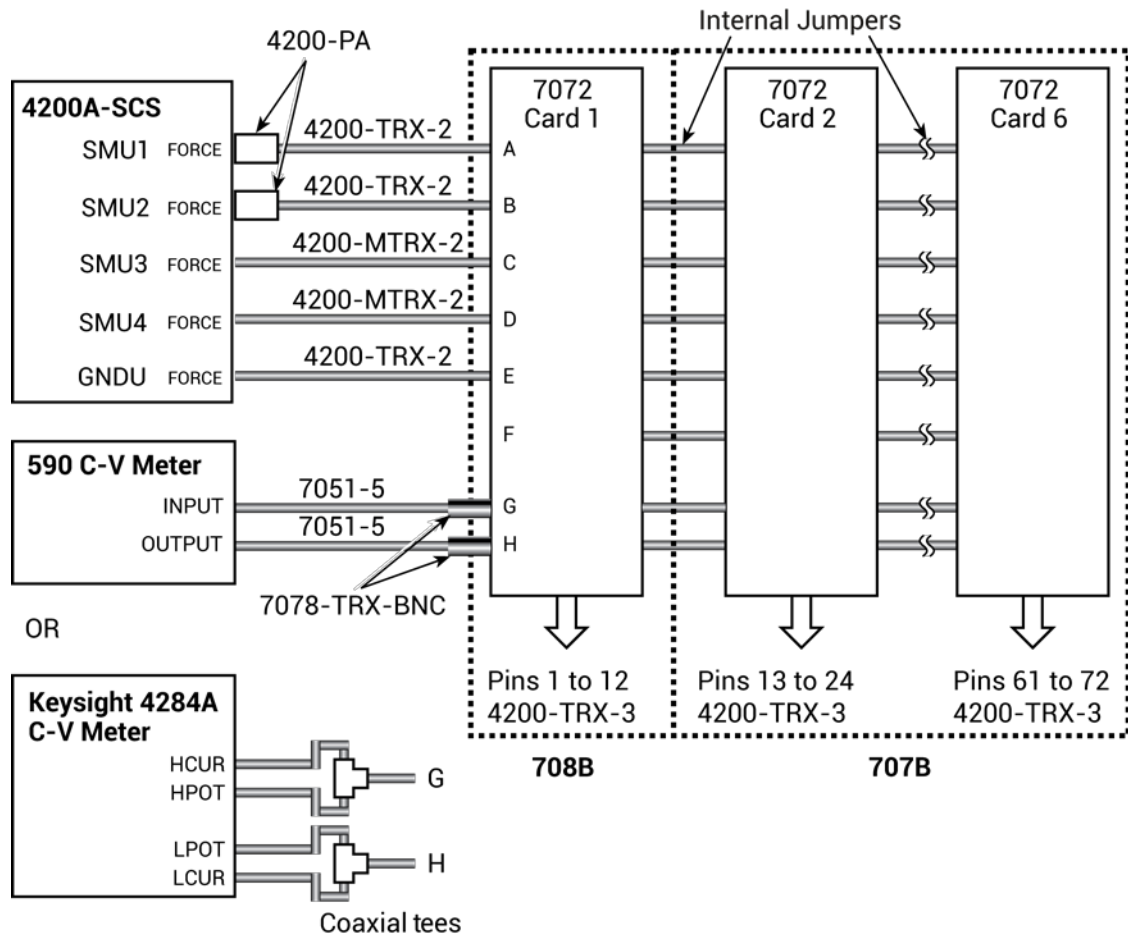 Internal Jumpers
4200-PA
4200A-SCS
SMU1 FORCE
4200-TRX-2
A
SMU2 FORCE
4200-TRX-2
B
SMU3 FORCE
4200-MTRX-2
C
SMU4 FORCE
4200-MTRX-2
D
GNDU FORCE
4200-TRX-2
E
F
7072
Card 1
7072
Card 2
7072
Card 6
590 C-V Meter
INPUT
7051-5
G
OUTPUT
7051-5
H
7078-TRX-BNC
OR
Pins 1 to 12
4200-TRX-3
Pins 13 to 24
4200-TRX-3
Pins 61 to 72
4200-TRX-3
708B
707B
Keysight 4284A
C-V Meter
HCUR
HPOT
G
LPOT
LCUR
H
Coaxial tees